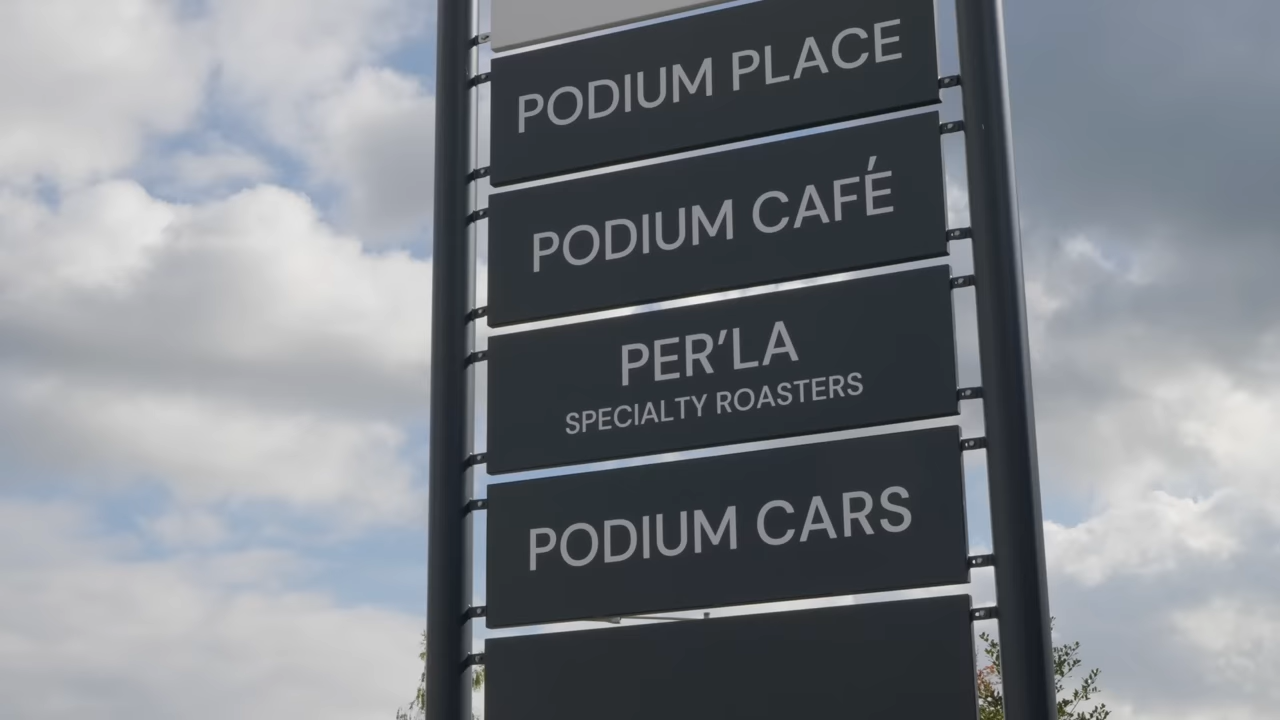 PODIUM PLACE
PODIUM CAFÉ
PER’LA
SPECIALTY ROASTERS
PODIUM CARS